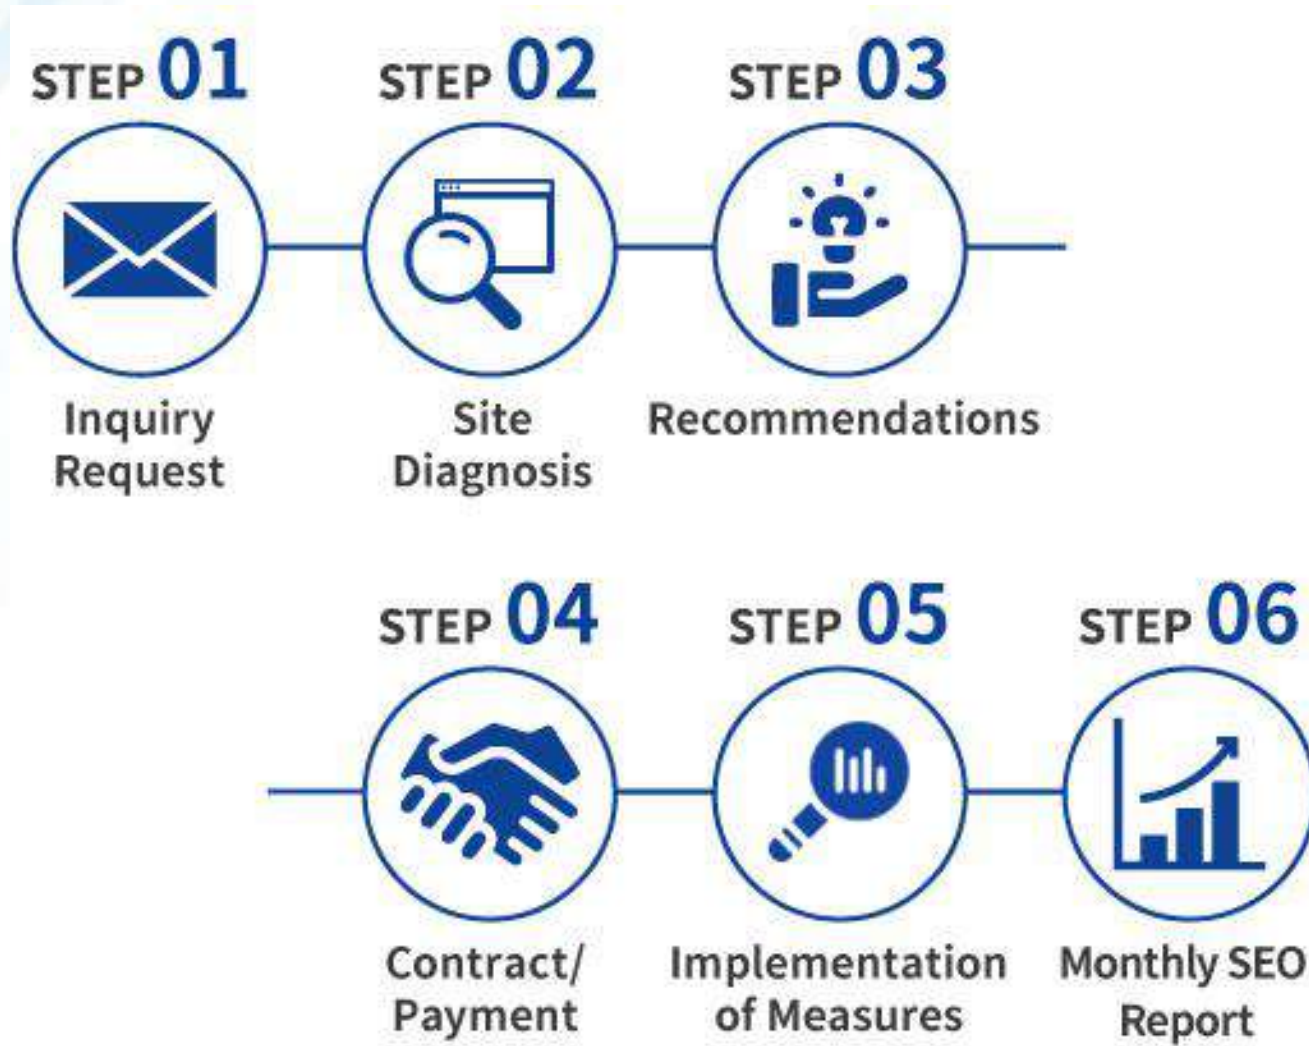 STEP 01
STEP 02
STEP 03
Inquiry
Request
Site
Diagnosis
Recommendations
STEP 04
STEP 05
STEP 06
Contract/
Payment
Implementation
of Measures
Monthly SEO
Report